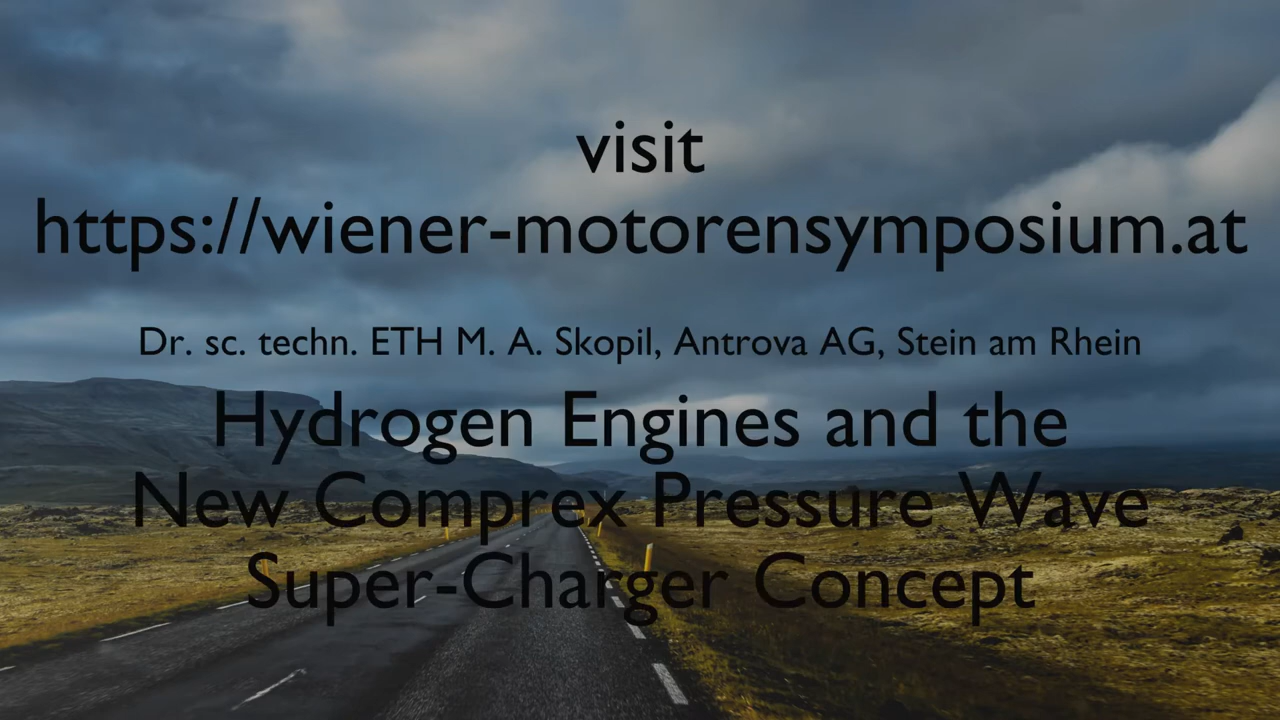 visit
https://wiener-motorensymposium.at
Dr. sc. techn. ETH M. A. Skopil, Antrova AG, Stein am Rhein
Hydrogen Engines and the
New Comprex Pressure Wave
Super-Charger Concept